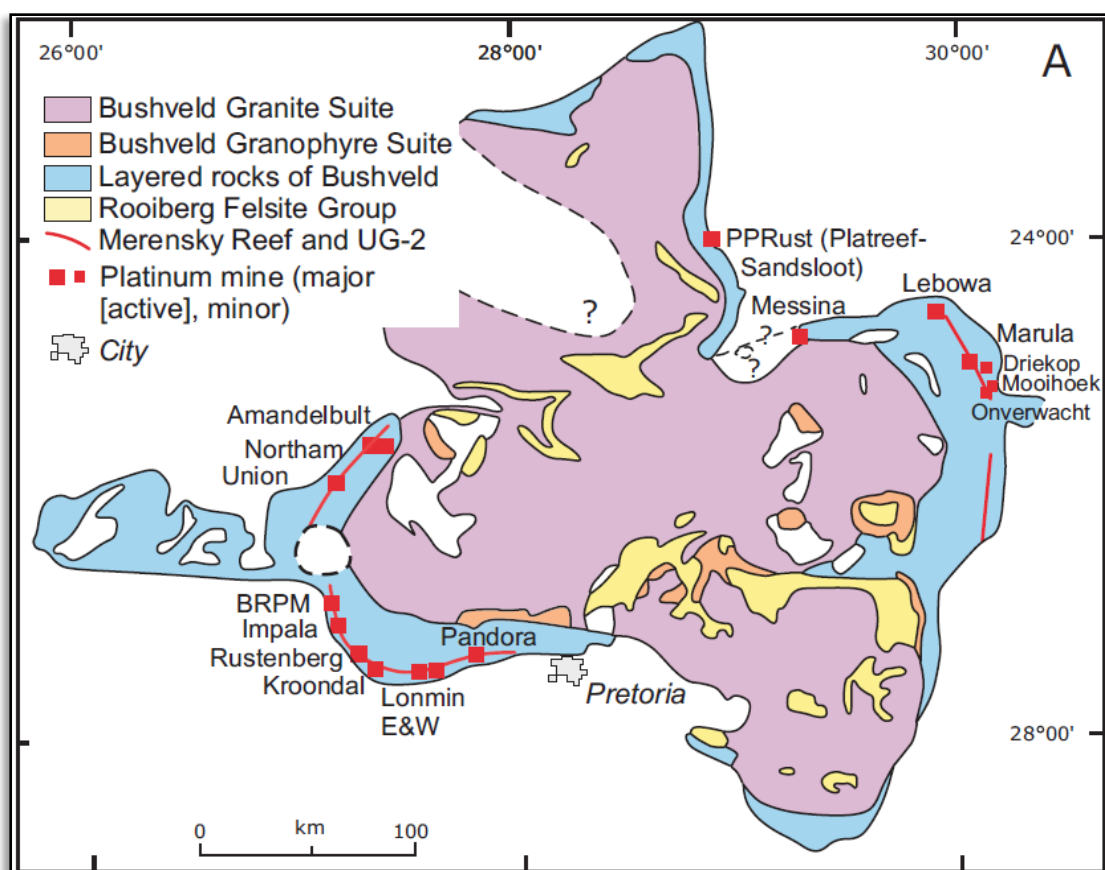 26°00'
28°00'
30°00'
A
Bushveld Granite Suite
Bushveld Granophyre Suite
Layered rocks of Bushveld
Rooiberg Felsite Group
Merensky Reef and UG-2
Platinum mine (major
[active], minor)
City
24°00'
PPRust (Platreef-
Sandsloot)
Messina
Lebowa
?
?
?
Marula
Driekop
Mooihoek
Onverwacht
Amandelbult
Northam
Union
BRPM
Impala
Rustenberg
Kroondal
Lonmin
E&W
Pandora
Pretoria
28°00'
0 km 100